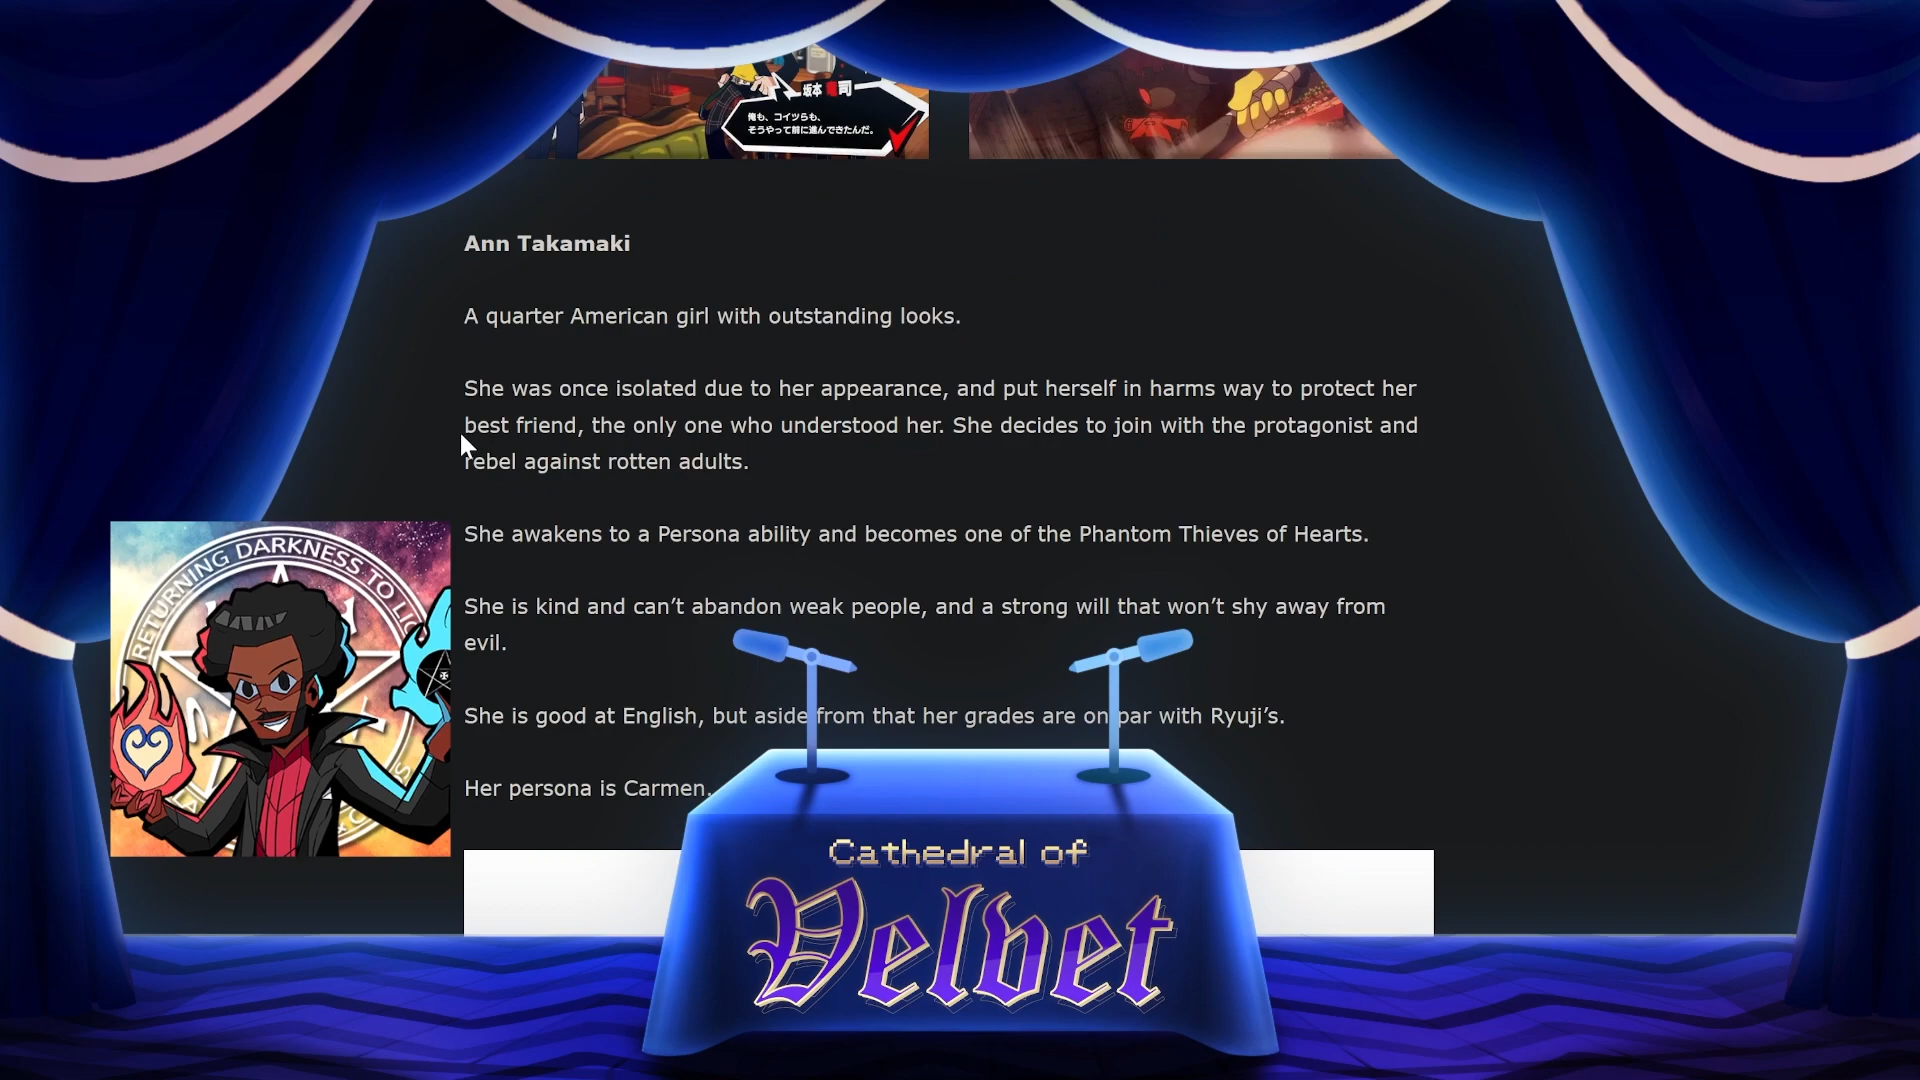 坂本 竜司
俺も、コイツらも、
そうやって前に進んできたんだ。
Ann Takamaki
A quarter American girl with outstanding looks.
She was once isolated due to her appearance, and put herself in harms way to protect her
best friend, the only one who understood her. She decides to join with the protagonist and
rebel against rotten adults.
She awakens to a Persona ability and becomes one of the Phantom Thieves of Hearts.
She is kind and can’t abandon weak people, and a strong will that won’t shy away from
evil.
She is good at English, but aside from that her grades are on par with Ryuji’s.
Her persona is Carmen.
RETURNING DARKNESS TO
Cathedral of
Velvet